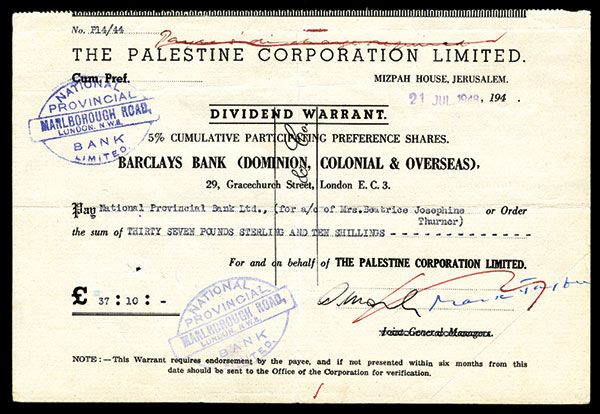 No. F14/44
THE PALESTINE CORPORATION LIMITED.
Cum. Pref.
MIZPAH HOUSE, JERUSALEM.
21 JUL 1948, 194 .
NATIONAL
PROVINCIAL
MARLBOROUGH ROAD,
LONDON. N.W.8.
BANK
LIMITED.
DIVIDEND WARRANT.
5% CUMULATIVE PARTICIPATING PREFERENCE SHARES.
& Co
BARCLAYS BANK (DOMINION, COLONIAL & OVERSEAS),
29, Gracechurch Street, London E. C. 3.
Pay National Provincial Bank Ltd., (for a/c of Mrs. Beatrice Josephine or Order
Thurner)
the sum of THIRTY SEVEN POUNDS STERLING AND TEN SHILLINGS - - - - - - - - - - - -
For and on behalf of THE PALESTINE CORPORATION LIMITED.
£ 37 : 10 : -
NATIONAL
PROVINCIAL
MARLBOROUGH ROAD,
LONDON. N.W.8.
BANK
LIMITED
Joint General Managers.
NOTE :—This Warrant requires endorsement by the payee, and if not presented within six months from this
date should be sent to the Office of the Corporation for verification.